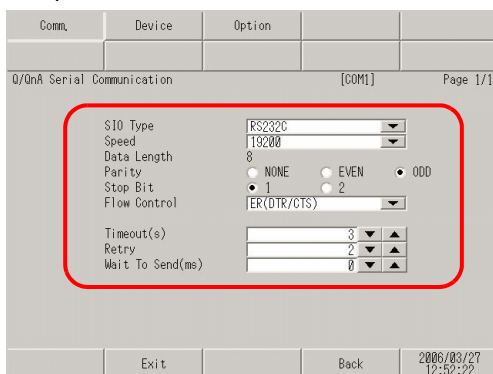 Comm. Device Option
Q/QnA Serial Communication [COM1] Page 1/1
SIO Type RS232C
Speed 19200
Data Length 8
Parity NONE EVEN ODD
Stop Bit 1 2
Flow Control ER(DTR/CTS)
Timeout(s) 3
Retry 2
Wait To Send(ms) 0
Exit Back 2006/03/27
12:52:22